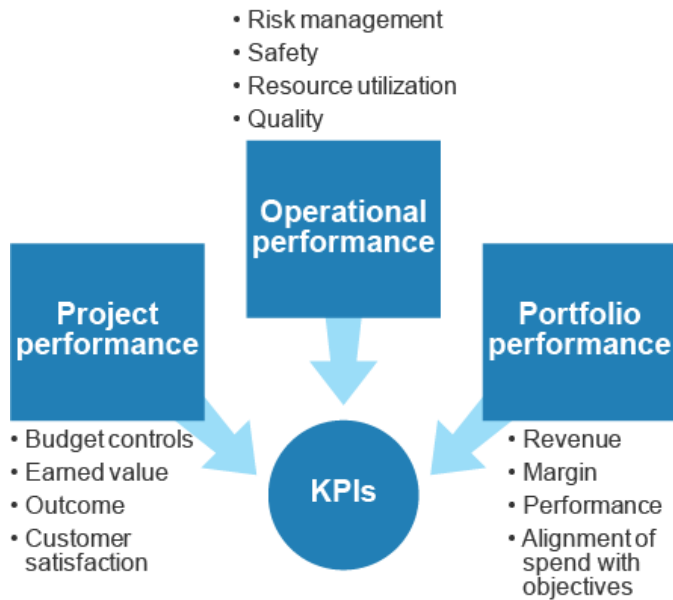 • Risk management
• Safety
• Resource utilization
• Quality
Operational
performance
Project
performance
Portfolio
performance
• Budget controls
• Earned value
• Outcome
• Customer
satisfaction
KPIs
• Revenue
• Margin
• Performance
• Alignment of
spend with
objectives